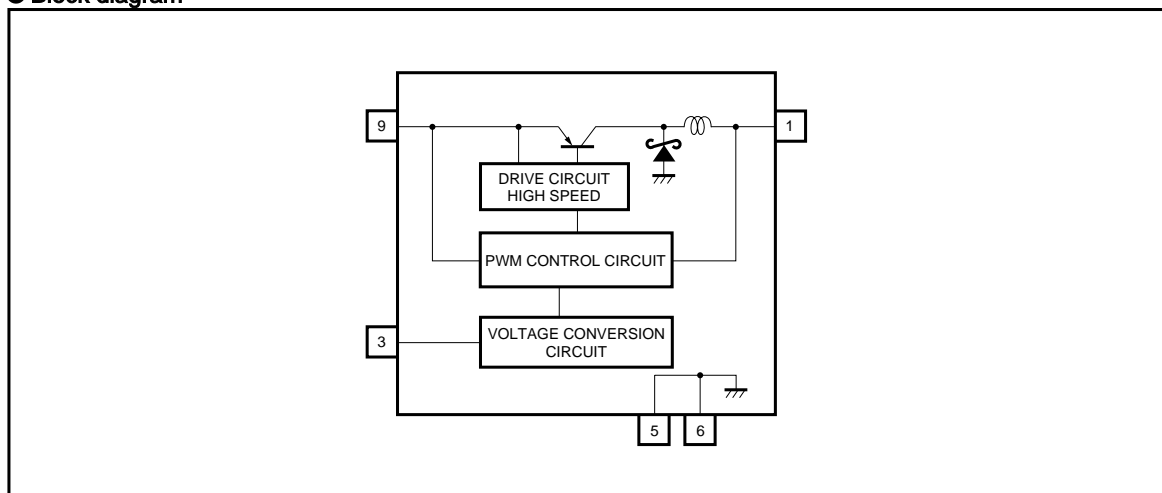 Block diagram
9
1
DRIVE CIRCUIT
HIGH SPEED
PWM CONTROL CIRCUIT
3
VOLTAGE CONVERSION
CIRCUIT
5 6